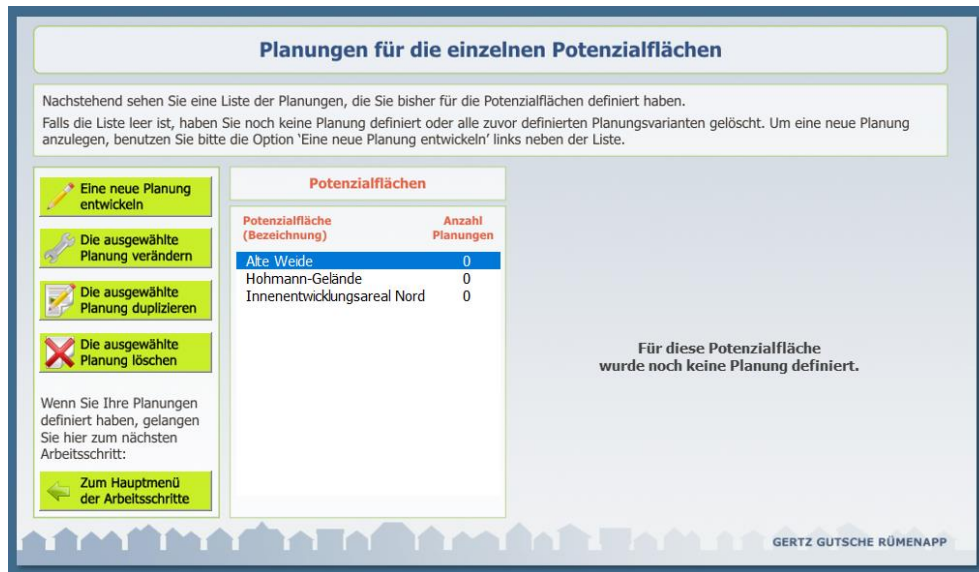 Planungen für die einzelnen Potenzialflächen
Nachstehend sehen Sie eine Liste der Planungen, die Sie bisher für die Potenzialflächen definiert haben.
Falls die Liste leer ist, haben Sie noch keine Planung definiert oder alle zuvor definierten Planungsvarianten gelöscht. Um eine neue Planung
anzulegen, benutzen Sie bitte die Option ‘Eine neue Planung entwickeln’ links neben der Liste.
Eine neue Planung
entwickeln
Die ausgewählte
Planung verändern
Die ausgewählte
Planung duplizieren
Die ausgewählte
Planung löschen
Wenn Sie Ihre Planungen
definiert haben, gelangen
Sie hier zum nächsten
Arbeitsschritt:
Zum Hauptmenü
der Arbeitsschritte
Potenzialflächen
Potenzialfläche Anzahl
(Bezeichnung) Planungen
Alte Weide 0
Hohmann-Gelände 0
Innenentwicklungsareal Nord 0
Für diese Potenzialfläche
wurde noch keine Planung definiert.
GERTZ GUTSCHE RÜMENAPP